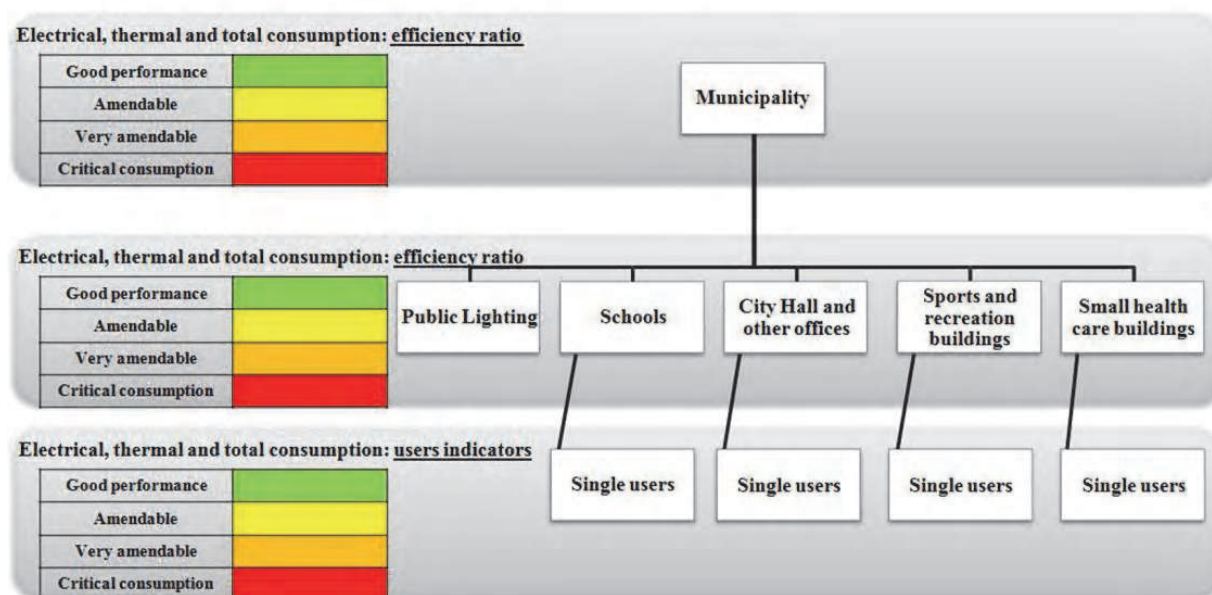 Electrical, thermal and total consumption: efficiency ratio
Good performance
Amendable
Very amendable
Critical consumption
Municipality
Electrical, thermal and total consumption: efficiency ratio
Good performance
Amendable
Very amendable
Critical consumption
Public Lighting
Schools
City Hall and
other offices
Sports and
recreation
buildings
Small health
care buildings
Electrical, thermal and total consumption: users indicators
Good performance
Amendable
Very amendable
Critical consumption
Single users
Single users
Single users
Single users